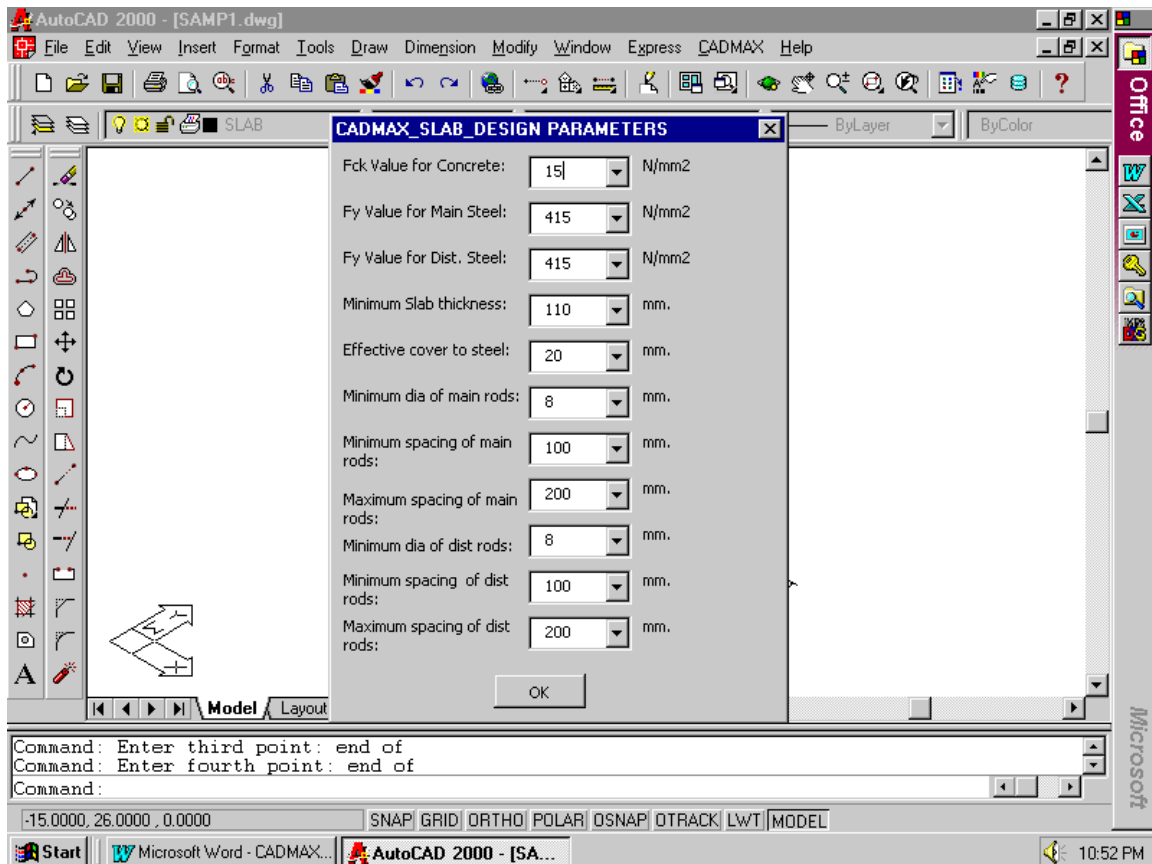 AutoCAD 2000 - [SAMP1.dwg]
File Edit View Insert Format Tools Draw Dimension Modify Window Express CADMAX Help
SLAB
ByLayer
ByColor
CADMAX_SLAB_DESIGN PARAMETERS
Fck Value for Concrete: 15 N/mm2
Fy Value for Main Steel: 415 N/mm2
Fy Value for Dist. Steel: 415 N/mm2
Minimum Slab thickness: 110 mm.
Effective cover to steel: 20 mm.
Minimum dia of main rods: 8 mm.
Minimum spacing of main
rods:
100 mm.
Maximum spacing of main
rods:
200 mm.
Minimum dia of dist rods: 8 mm.
Minimum spacing of dist
rods:
100 mm.
Maximum spacing of dist
rods:
200 mm.
OK
A
Model Layout
Command: Enter third point: end of
Command: Enter fourth point: end of
Command:
-15.0000, 26.0000 , 0.0000 SNAP GRID ORTHO POLAR OSNAP OTRACK LWT MODEL
Start Microsoft Word - CADMAX... AutoCAD 2000 - [SA... 10:52 PM
Office
Microsoft